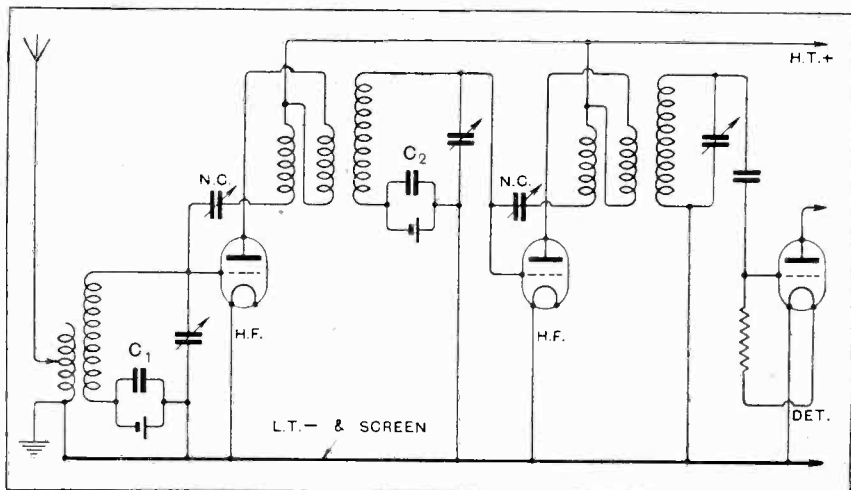 H.T.+
C2
N.C.
N.C.
H.F.
H.F.
C1
DET.
L.T.— & SCREEN